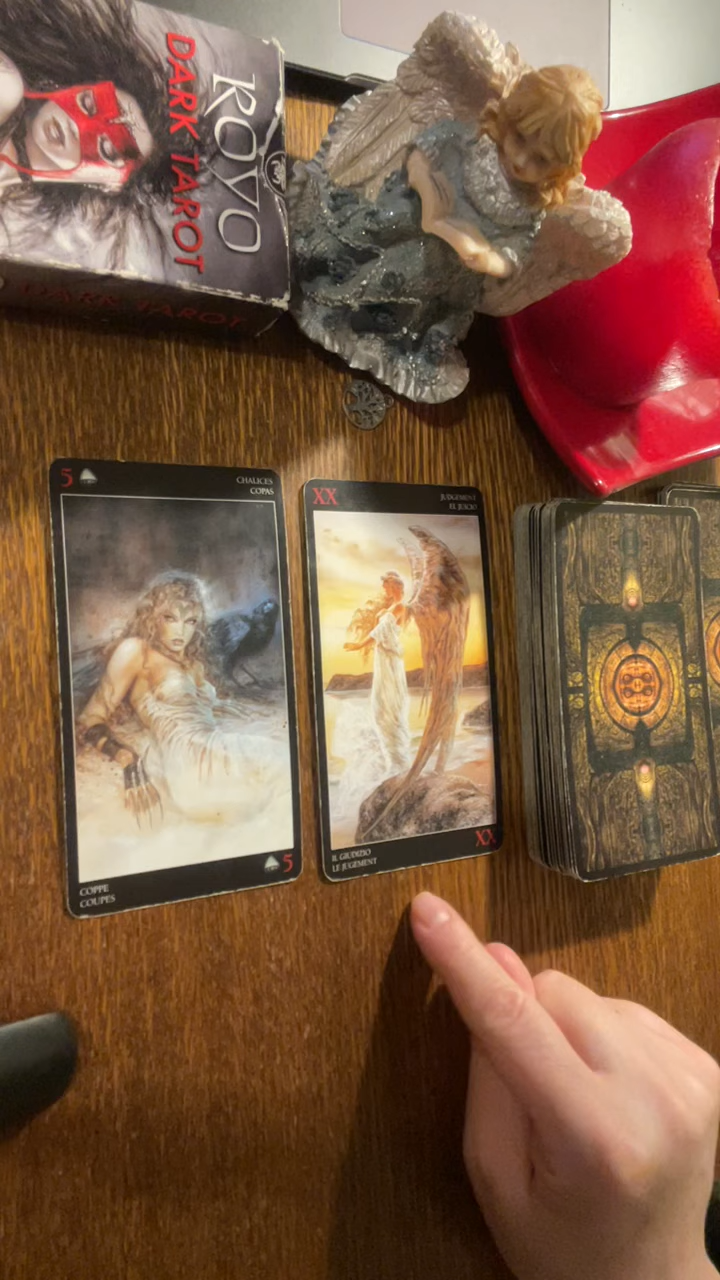 ROYO
DARK TAROT
DARK TAROT
5
CHALICES
COPAS
5
COPPE
COUPES
XX
JUDGEMENT
EL JUICIO
XX
IL GIUDIZIO
LE JUGEMENT